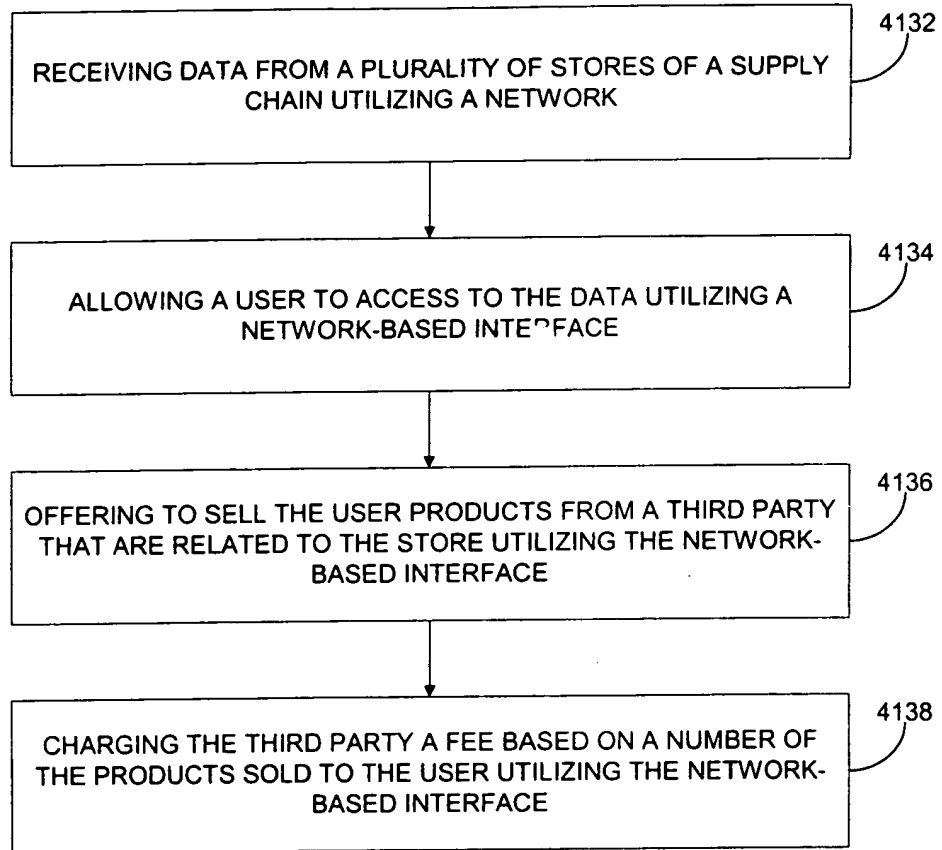 4132
RECEIVING DATA FROM A PLURALITY OF STORES OF A SUPPLY
CHAIN UTILIZING A NETWORK
4134
ALLOWING A USER TO ACCESS TO THE DATA UTILIZING A
NETWORK-BASED INTERFACE
4136
OFFERING TO SELL THE USER PRODUCTS FROM A THIRD PARTY
THAT ARE RELATED TO THE STORE UTILIZING THE NETWORK-
BASED INTERFACE
4138
CHARGING THE THIRD PARTY A FEE BASED ON A NUMBER OF
THE PRODUCTS SOLD TO THE USER UTILIZING THE NETWORK-
BASED INTERFACE